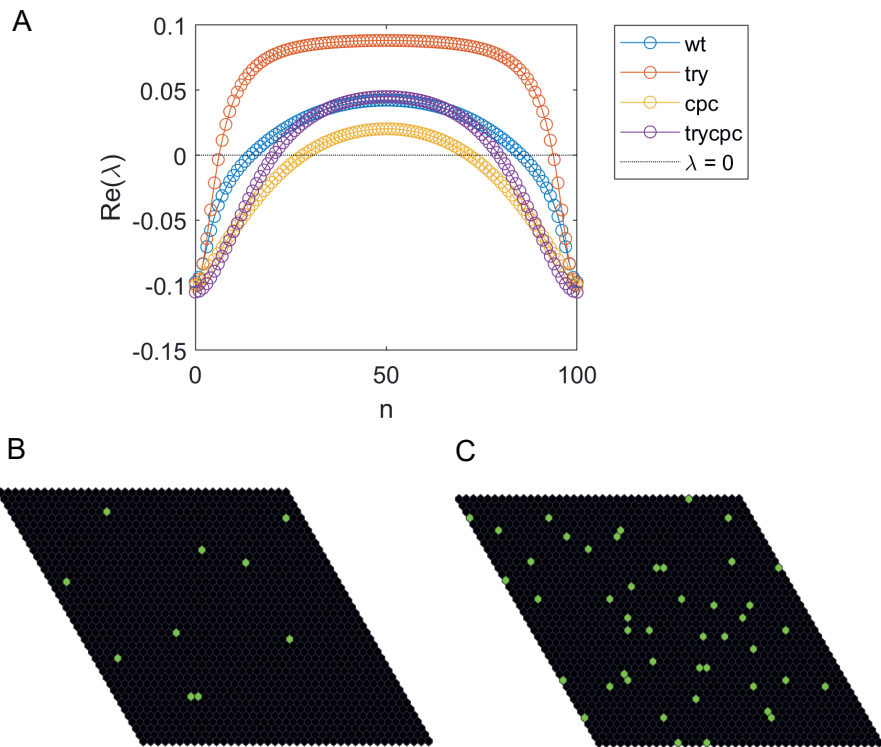 A
0.1
0.05
0
-0.05
-0.1
-0.15
Re(λ)
0
50
100
n
wt
try
cpc
trycpc
λ = 0
B
C